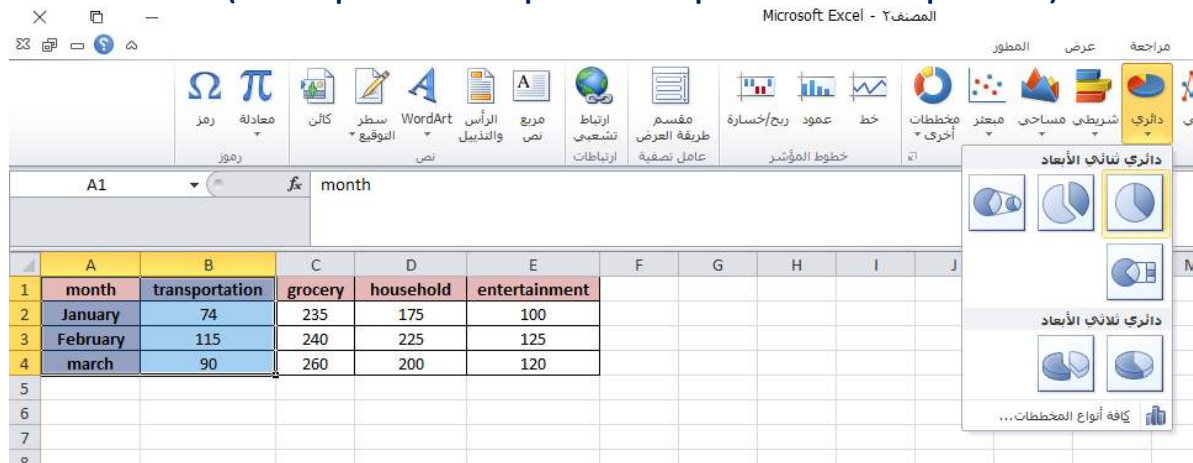 المصنف٢ - Microsoft Excel
مراجعة عرض المطور
دائري شريطي مساحي مبعثر مخططات أخرى
خط عمود ربح/خسارة
مقسم طريقة العرض
ارتباط تشعبي
مربع نص
الرأس والتذييل
WordArt
سطر التوقيع
كائن
معادلة رمز
خطوط المؤشر
عامل تصفية
ارتباطات
نص
رموز
دائري ثنائي الأبعاد
دائري ثلاثي الأبعاد
كافة أنواع المخططات...
A1 fx month
A B C D E F G H I J M
1 month transportation grocery household entertainment
2 January 74 235 175 100
3 February 115 240 225 125
4 march 90 260 200 120
5
6
7